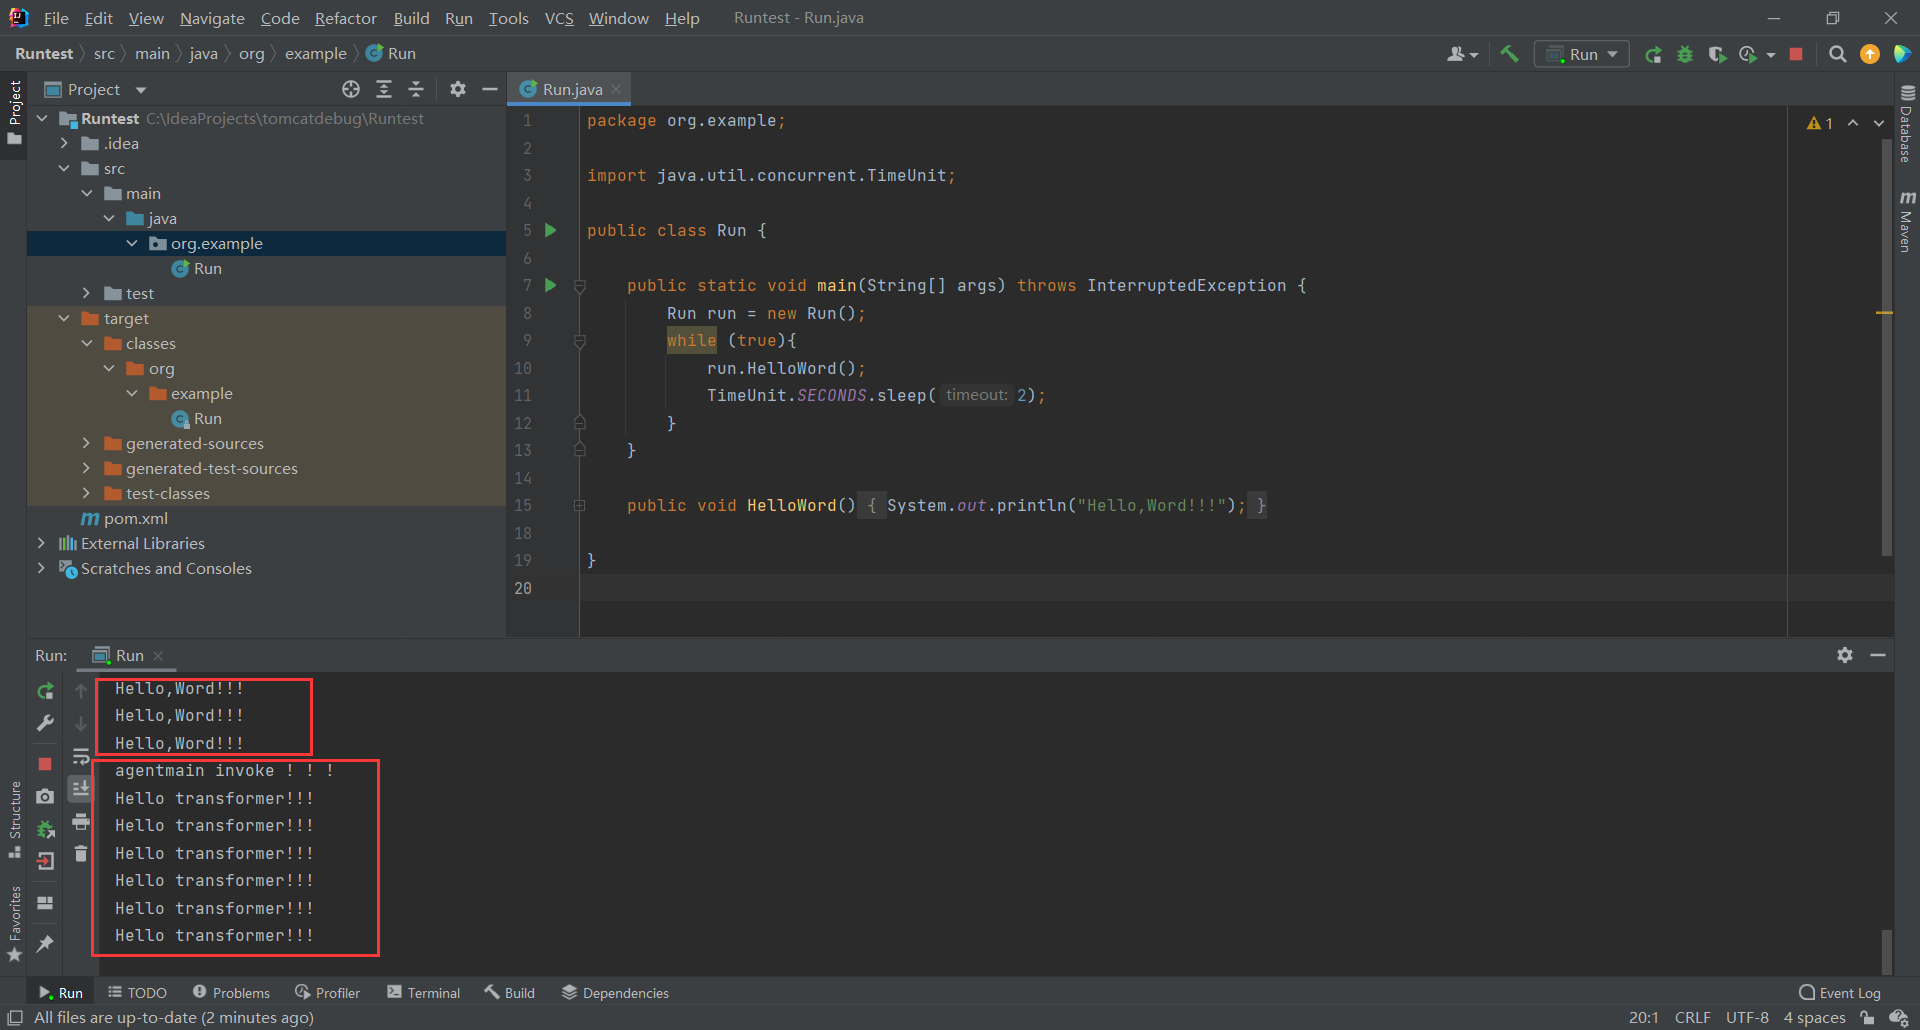 File Edit View Navigate Code Refactor Build Run Tools VCS Window Help Runtest - Run.java
Runtest src main java org example Run
Run
Project
Run.java
Project
Runtest C:\IdeaProjects\tomcatdebug\Runtest
.idea
src
main
java
org.example
Run
test
target
classes
org
example
Run
generated-sources
generated-test-sources
test-classes
pom.xml
External Libraries
Scratches and Consoles
1 package org.example;
2
3 import java.util.concurrent.TimeUnit;
4
5 public class Run {
6
7 public static void main(String[] args) throws InterruptedException {
8 Run run = new Run();
9 while (true){
10 run.HelloWord();
11 TimeUnit.SECONDS.sleep( timeout: 2);
12 }
13 }
14
15 public void HelloWord() { System.out.println("Hello,Word!!!"); }
18
19 }
20
1
Database
Maven
Run: Run
Hello,Word!!!
Hello,Word!!!
Hello,Word!!!
agentmain invoke ! ! !
Hello transformer!!!
Hello transformer!!!
Hello transformer!!!
Hello transformer!!!
Hello transformer!!!
Hello transformer!!!
Structure
Favorites
Run TODO Problems Profiler Terminal Build Dependencies Event Log
All files are up-to-date (2 minutes ago) 20:1 CRLF UTF-8 4 spaces